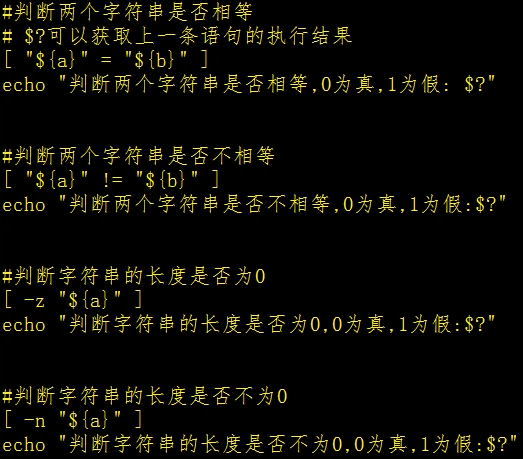 #判断两个字符串是否相等
# $?可以获取上一条语句的执行结果
[ "${a}" = "${b}" ]
echo "判断两个字符串是否相等,0为真,1为假: $?"
#判断两个字符串是否不相等
[ "${a}" != "${b}" ]
echo "判断两个字符串是否不相等,0为真,1为假:$?"
#判断字符串的长度是否为0
[ -z "${a}" ]
echo "判断字符串的长度是否为0,0为真,1为假:$?"
#判断字符串的长度是否不为0
[ -n "${a}" ]
echo "判断字符串的长度是否不为0,0为真,1为假:$?"